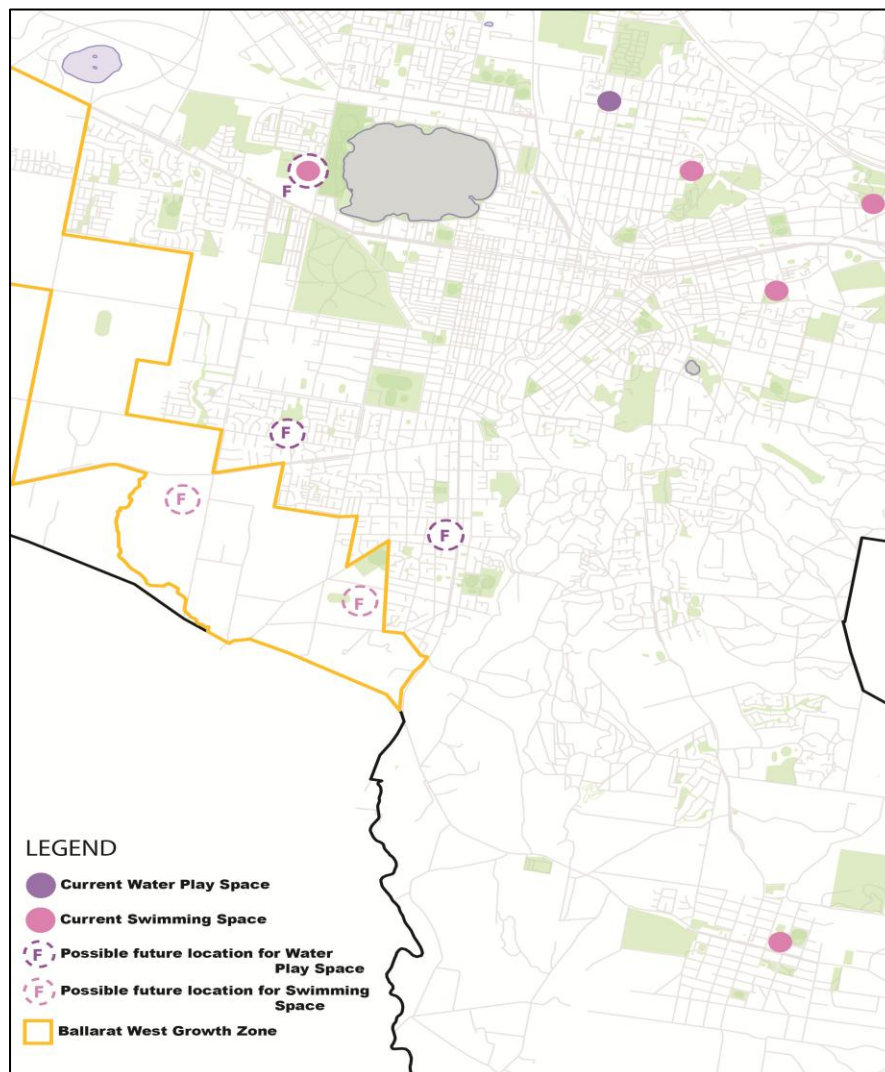 F
F
F
F
F
LEGEND
Current Water Play Space
Current Swimming Space
F Possible future location for Water
Play Space
F Possible future location for Swimming
Space
Ballarat West Growth Zone